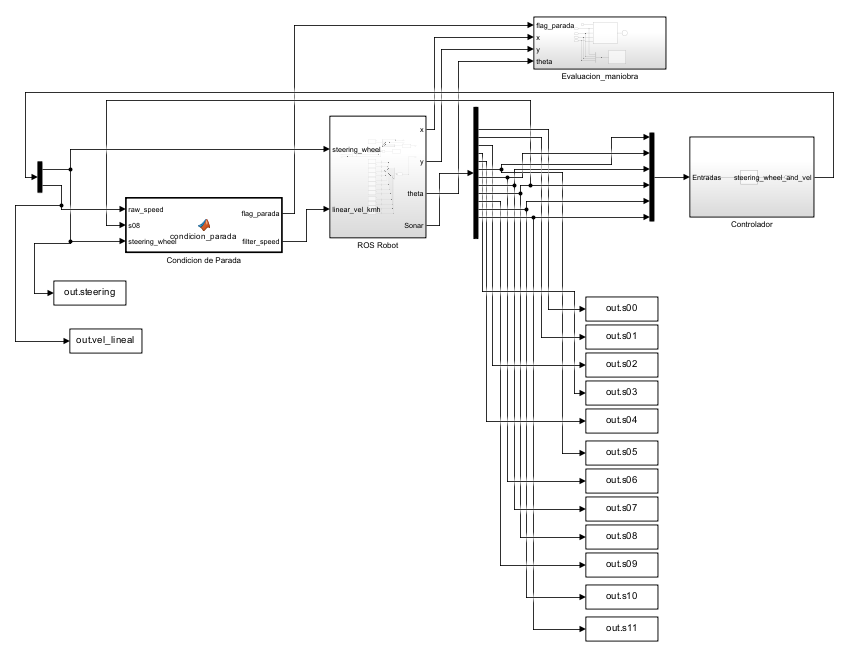 flag_parada
x
y
theta
Evaluacion_maniobra
x
steering_wheel
y
theta
linear_vel_kmh
Sonar
ROS Robot
raw_speed
flag_parada
s08
condicion_parada
steering_wheel
filter_speed
Condicion de Parada
Entradas
steering_wheel_and_vel
Controlador
out.steering
out.vel_lineal
out.s00
out.s01
out.s02
out.s03
out.s04
out.s05
out.s06
out.s07
out.s08
out.s09
out.s10
out.s11